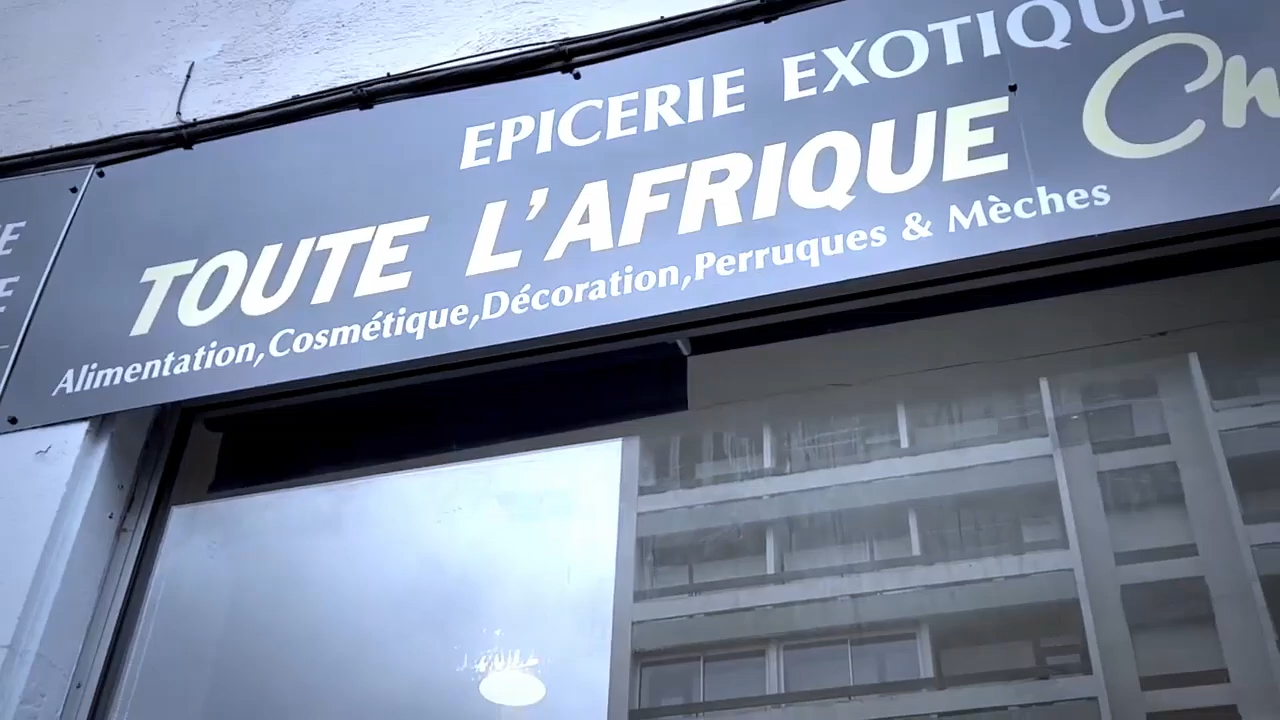 EPICERIE EXOTIQUE
TOUTE L'AFRIQUE
Alimentation,Cosmétique,Décoration,Perruques & Mèches